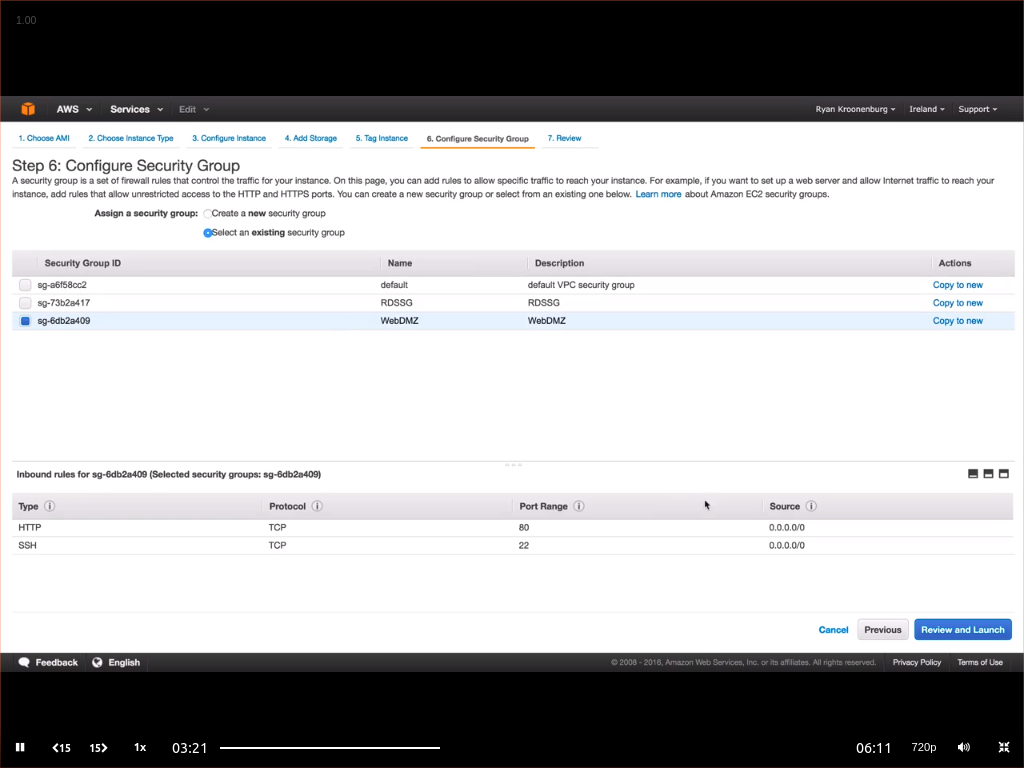 1.00
AWS Services Edit Ryan Kroonenburg Ireland Support
1. Choose AMI 2. Choose Instance Type 3. Configure Instance 4. Add Storage 5. Tag Instance 6. Configure Security Group 7. Review
Step 6: Configure Security Group
A security group is a set of firewall rules that control the traffic for your instance. On this page, you can add rules to allow specific traffic to reach your instance. For example, if you want to set up a web server and allow Internet traffic to reach your
instance, add rules that allow unrestricted access to the HTTP and HTTPS ports. You can create a new security group or select from an existing one below. Learn more about Amazon EC2 security groups.
Assign a security group: Create a new security group
Select an existing security group
Security Group ID Name Description Actions
sg-a6f58cc2 default default VPC security group Copy to new
sg-73b2a417 RDSSG RDSSG Copy to new
sg-6db2a409 WebDMZ WebDMZ Copy to new
Inbound rules for sg-6db2a409 (Selected security groups: sg-6db2a409)
Type Protocol Port Range Source
HTTP TCP 80 0.0.0.0/0
SSH TCP 22 0.0.0.0/0
Cancel Previous Review and Launch
Feedback English © 2008 - 2016, Amazon Web Services, Inc. or its affiliates. All rights reserved. Privacy Policy Terms of Use
15 15 1x 03:21 06:11 720p